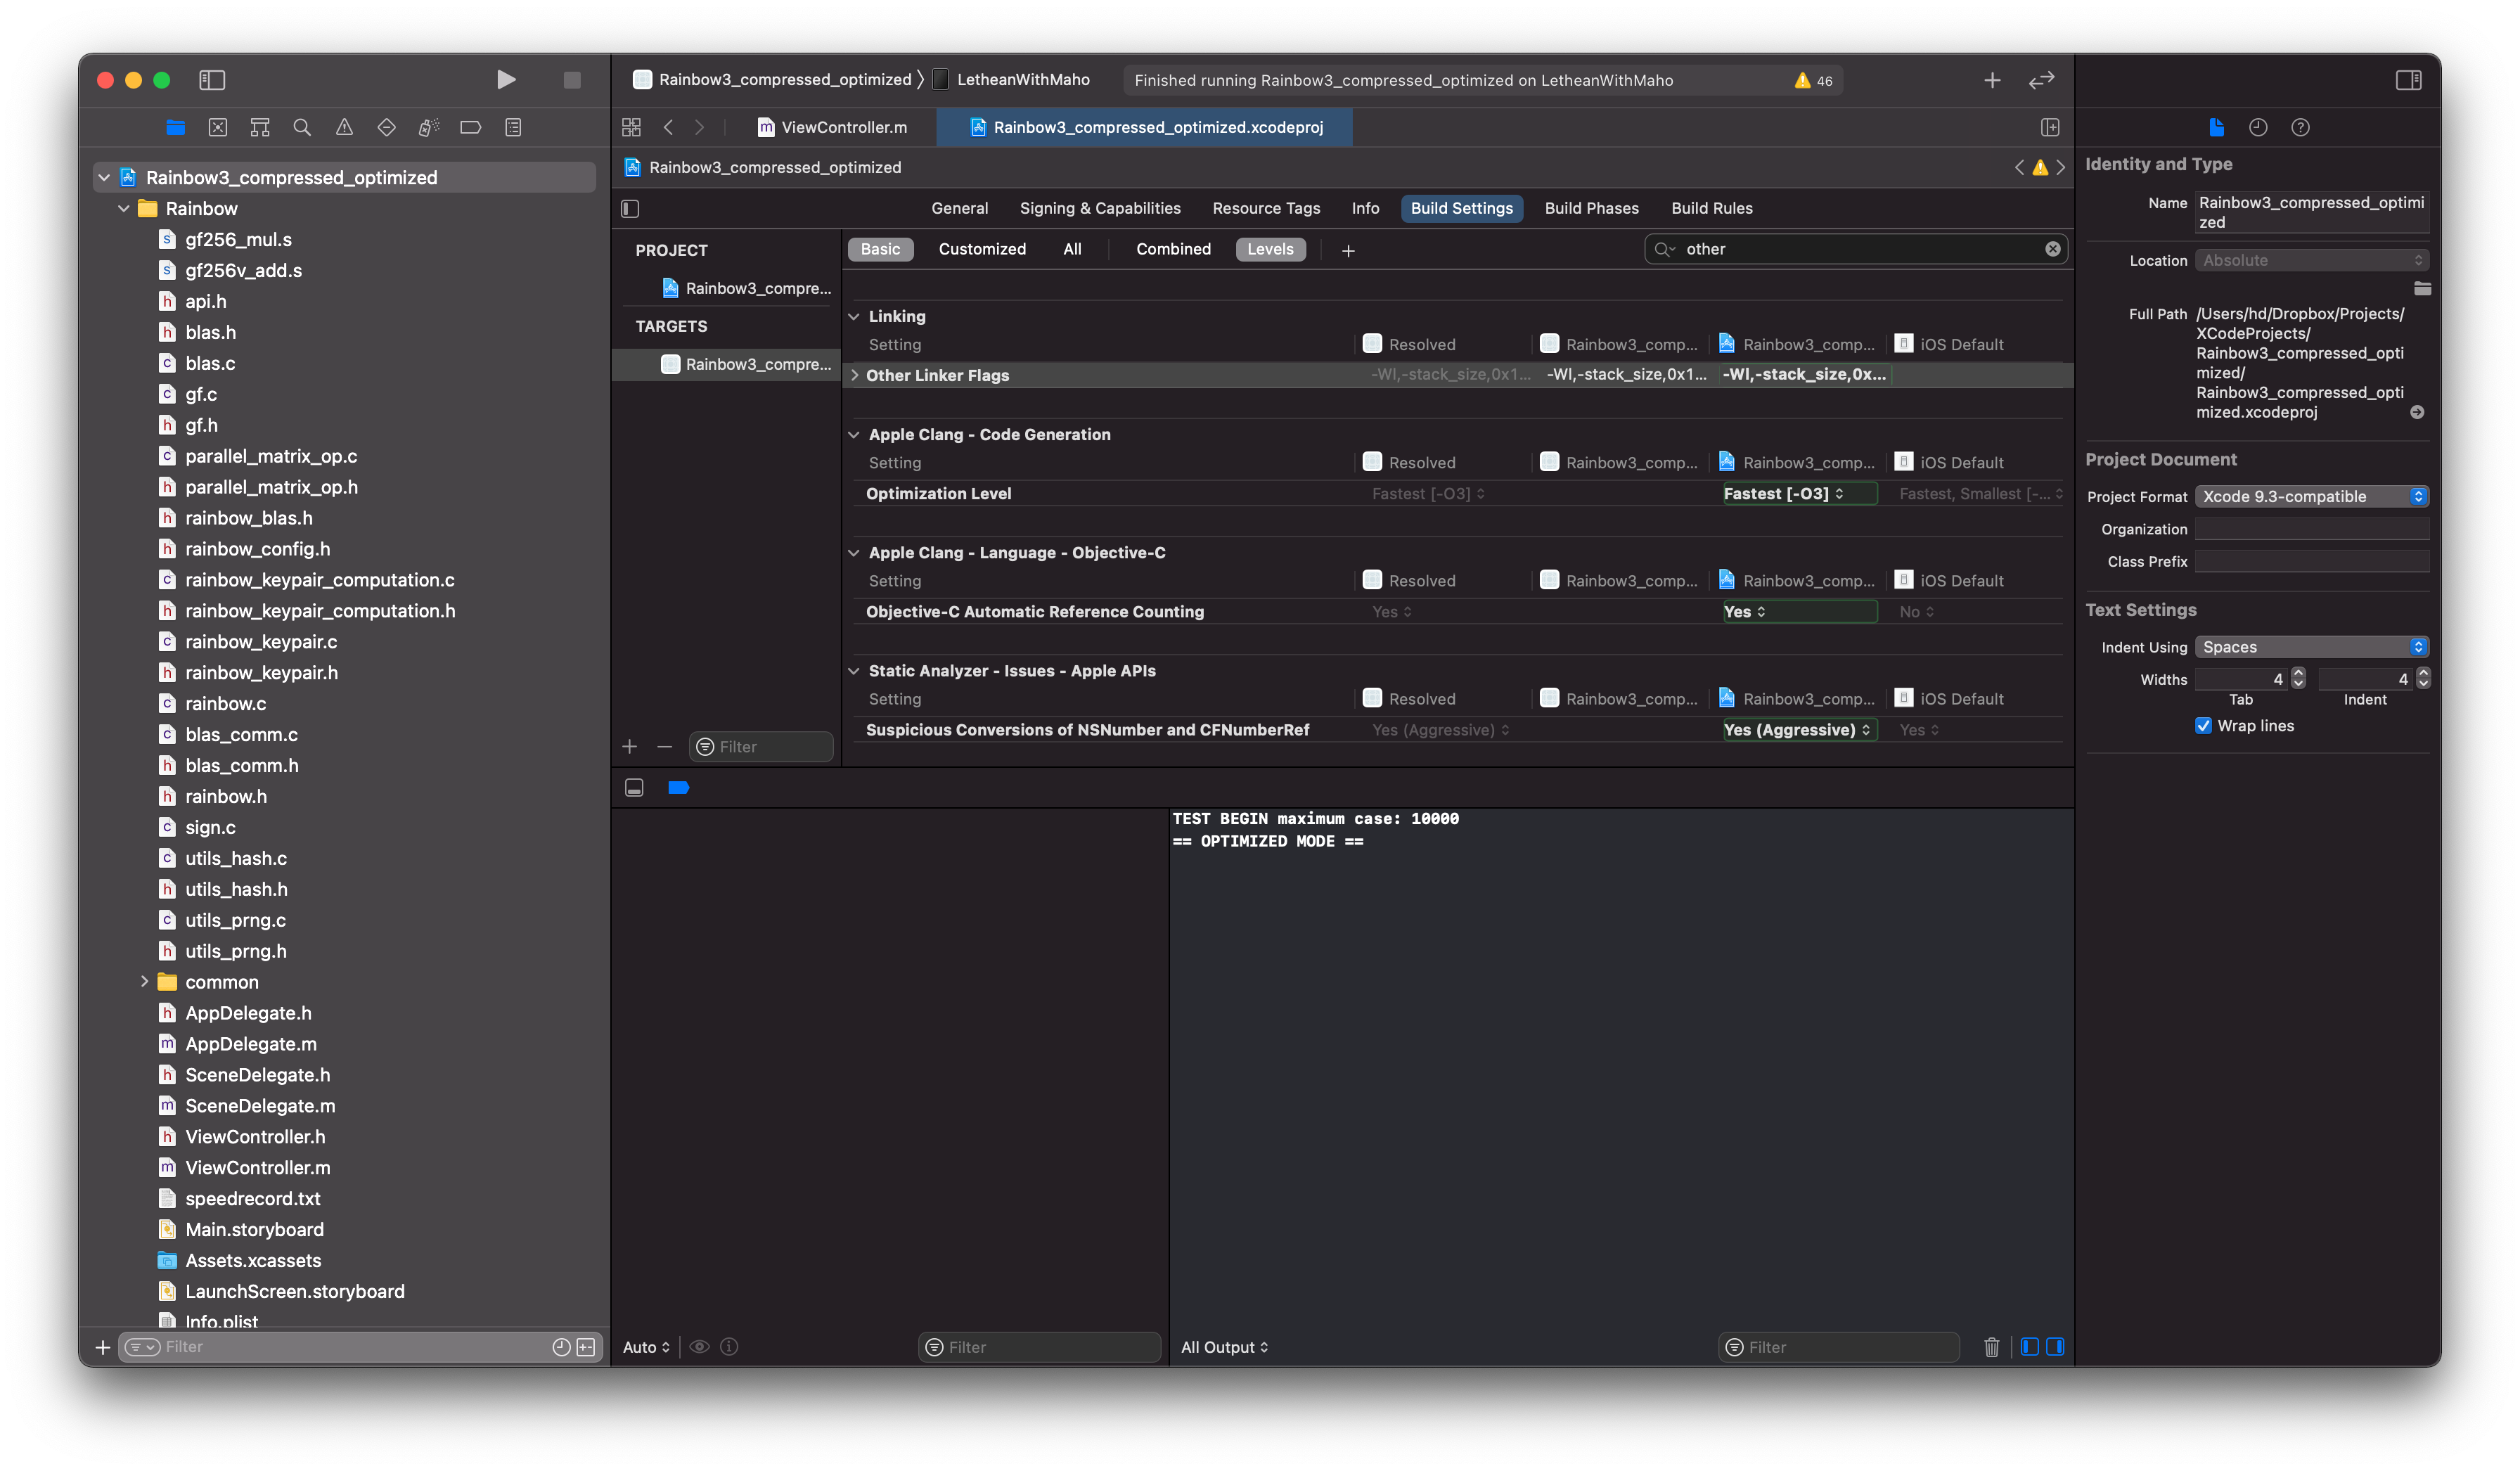 Rainbow3_compressed_optimized
LetheanWithMaho
Finished running Rainbow3_compressed_optimized on LetheanWithMaho
46
ViewController.m
Rainbow3_compressed_optimized.xcodeproj
Rainbow3_compressed_optimized
Rainbow
gf256_mul.s
gf256v_add.s
api.h
blas.h
blas.c
gf.c
gf.h
parallel_matrix_op.c
parallel_matrix_op.h
rainbow_blas.h
rainbow_config.h
rainbow_keypair_computation.c
rainbow_keypair_computation.h
rainbow_keypair.c
rainbow_keypair.h
rainbow.c
blas_comm.c
blas_comm.h
rainbow.h
sign.c
utils_hash.c
utils_hash.h
utils_prng.c
utils_prng.h
common
AppDelegate.h
AppDelegate.m
SceneDelegate.h
SceneDelegate.m
ViewController.h
ViewController.m
speedrecord.txt
Main.storyboard
Assets.xcassets
LaunchScreen.storyboard
Info.plist
Filter
Rainbow3_compressed_optimized
General Signing & Capabilities Resource Tags Info Build Settings Build Phases Build Rules
PROJECT
Rainbow3_compre...
TARGETS
Rainbow3_compre...
Filter
Basic Customized All Combined Levels
other
Linking
Setting Resolved Rainbow3_comp... Rainbow3_comp... iOS Default
Other Linker Flags -Wl,-stack_size,0x1... -Wl,-stack_size,0x1... -Wl,-stack_size,0x...
Apple Clang - Code Generation
Setting Resolved Rainbow3_comp... Rainbow3_comp... iOS Default
Optimization Level Fastest [-O3] Fastest [-O3] Fastest, Smallest [-...
Apple Clang - Language - Objective-C
Setting Resolved Rainbow3_comp... Rainbow3_comp... iOS Default
Objective-C Automatic Reference Counting Yes Yes No
Static Analyzer - Issues - Apple APIs
Setting Resolved Rainbow3_comp... Rainbow3_comp... iOS Default
Suspicious Conversions of NSNumber and CFNumberRef Yes (Aggressive) Yes (Aggressive) Yes
TEST BEGIN maximum case: 10000
== OPTIMIZED MODE ==
Auto
Filter
All Output
Filter
Identity and Type
Name Rainbow3_compressed_optimi
zed
Location Absolute
Full Path /Users/hd/Dropbox/Projects/
XCodeProjects/
Rainbow3_compressed_opti
mized/
Rainbow3_compressed_opti
mized.xcodeproj
Project Document
Project Format Xcode 9.3-compatible
Organization
Class Prefix
Text Settings
Indent Using Spaces
Widths 4 4
Tab Indent
Wrap lines